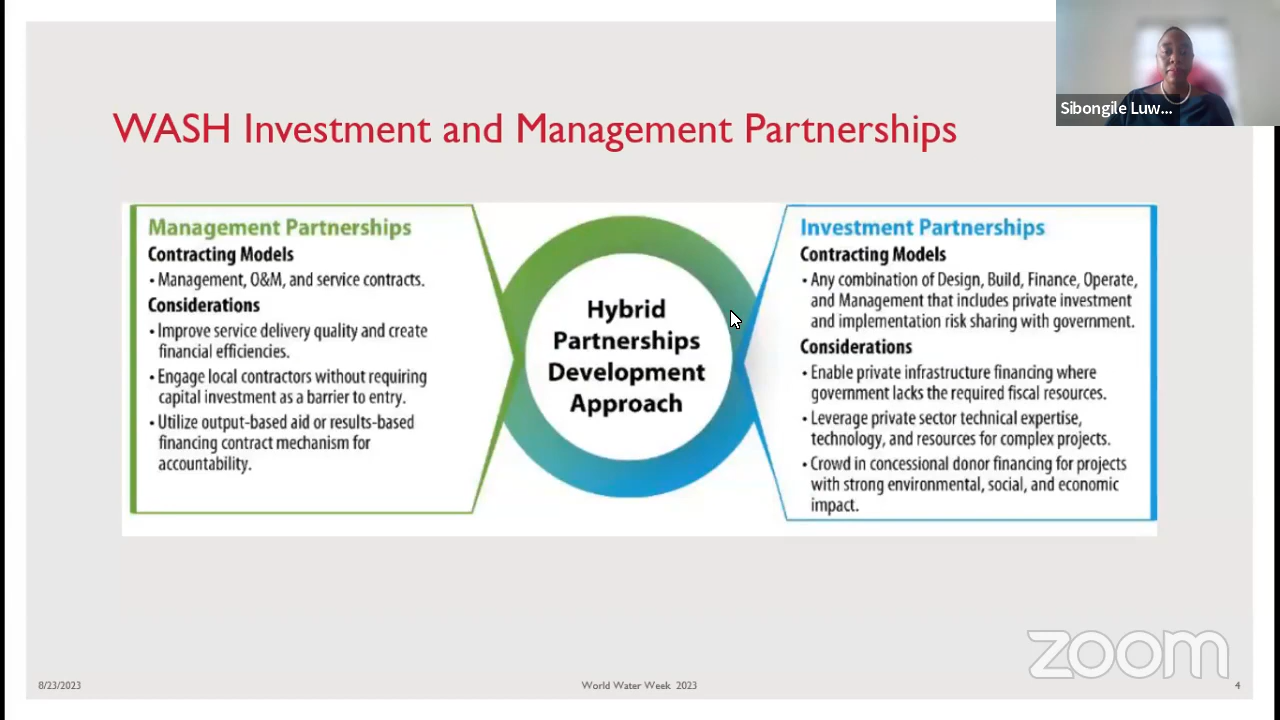 Sibongile Luw...
WASH Investment and Management Partnerships
Management Partnerships
Contracting Models
• Management, O&M, and service contracts.
Considerations
• Improve service delivery quality and create
financial efficiencies.
• Engage local contractors without requiring
capital investment as a barrier to entry.
• Utilize output-based aid or results-based
financing contract mechanism for
accountability.
Hybrid
Partnerships
Development
Approach
Investment Partnerships
Contracting Models
• Any combination of Design, Build, Finance, Operate,
and Management that includes private investment
and implementation risk sharing with government.
Considerations
• Enable private infrastructure financing where
government lacks the required fiscal resources.
• Leverage private sector technical expertise,
technology, and resources for complex projects.
• Crowd in concessional donor financing for projects
with strong environmental, social, and economic
impact.
zoom
8/23/2023
World Water Week 2023
4